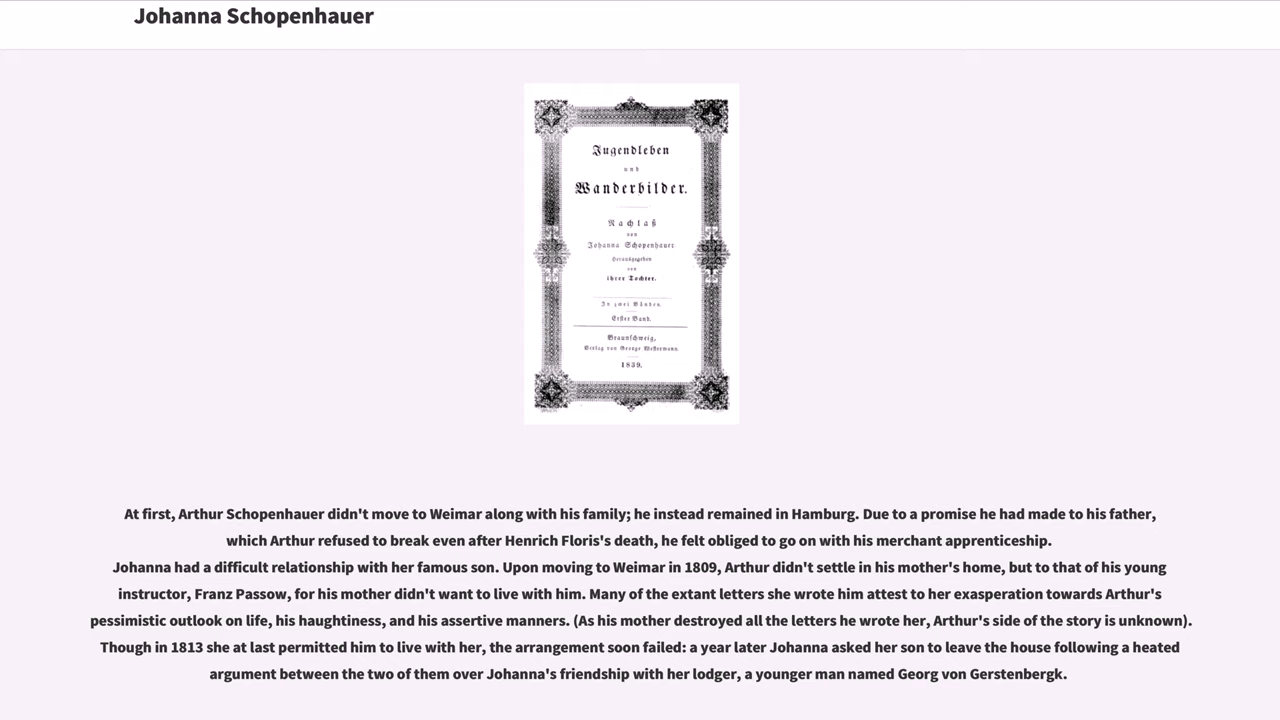 Johanna Schopenhauer
Jugendleben
und
Wanderbilder.
Nachlaß
von
Johanna Schopenhauer.
Herausgegeben
von
ihrer Tochter.
In zwei Bänden.
Erster Band.
Braunschweig,
Verlag von George Westermann.
1839.
At first, Arthur Schopenhauer didn't move to Weimar along with his family; he instead remained in Hamburg. Due to a promise he had made to his father,
which Arthur refused to break even after Henrich Floris's death, he felt obliged to go on with his merchant apprenticeship.
Johanna had a difficult relationship with her famous son. Upon moving to Weimar in 1809, Arthur didn't settle in his mother's home, but to that of his young
instructor, Franz Passow, for his mother didn't want to live with him. Many of the extant letters she wrote him attest to her exasperation towards Arthur's
pessimistic outlook on life, his haughtiness, and his assertive manners. (As his mother destroyed all the letters he wrote her, Arthur's side of the story is unknown).
Though in 1813 she at last permitted him to live with her, the arrangement soon failed: a year later Johanna asked her son to leave the house following a heated
argument between the two of them over Johanna's friendship with her lodger, a younger man named Georg von Gerstenbergk.